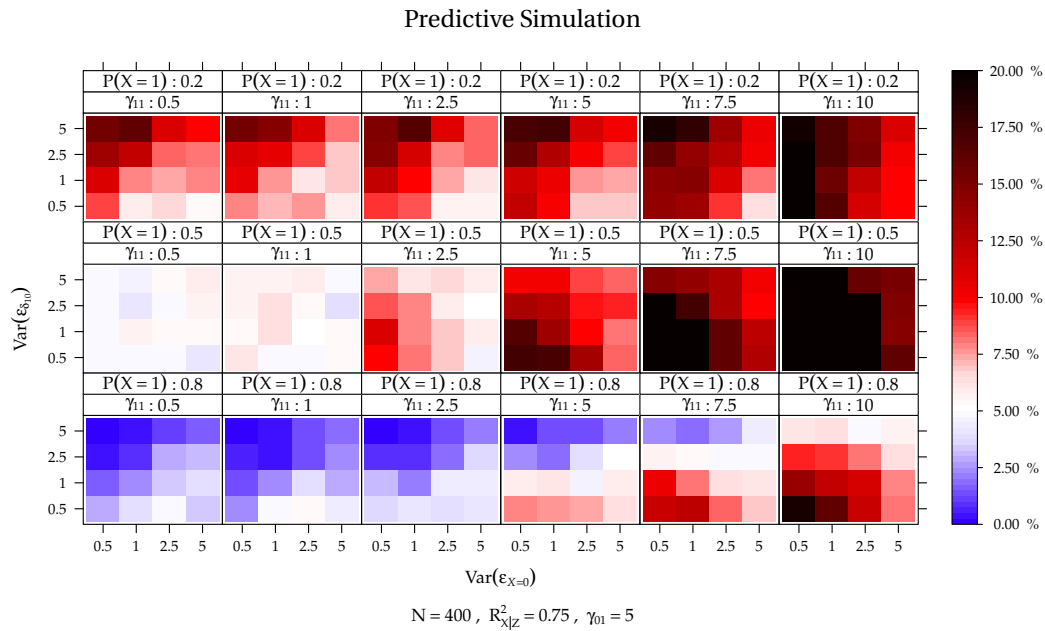 Predictive Simulation
P(X = 1) : 0.2 P(X = 1) : 0.2 P(X = 1) : 0.2 P(X = 1) : 0.2 P(X = 1) : 0.2 P(X = 1) : 0.2
γ₁₁ : 0.5 γ₁₁ : 1 γ₁₁ : 2.5 γ₁₁ : 5 γ₁₁ : 7.5 γ₁₁ : 10
5
2.5
1
0.5
P(X = 1) : 0.5 P(X = 1) : 0.5 P(X = 1) : 0.5 P(X = 1) : 0.5 P(X = 1) : 0.5 P(X = 1) : 0.5
γ₁₁ : 0.5 γ₁₁ : 1 γ₁₁ : 2.5 γ₁₁ : 5 γ₁₁ : 7.5 γ₁₁ : 10
5
2.5
1
0.5
P(X = 1) : 0.8 P(X = 1) : 0.8 P(X = 1) : 0.8 P(X = 1) : 0.8 P(X = 1) : 0.8 P(X = 1) : 0.8
γ₁₁ : 0.5 γ₁₁ : 1 γ₁₁ : 2.5 γ₁₁ : 5 γ₁₁ : 7.5 γ₁₁ : 10
5
2.5
1
0.5
0.5 1 2.5 5 0.5 1 2.5 5 0.5 1 2.5 5 0.5 1 2.5 5 0.5 1 2.5 5 0.5 1 2.5 5
Var(ε_δ₁₀)
Var(ε_X=0)
N = 400 , R²_X|Z = 0.75 , γ₀₁ = 5
20.00 %
17.50 %
15.00 %
12.50 %
10.00 %
7.50 %
5.00 %
2.50 %
0.00 %